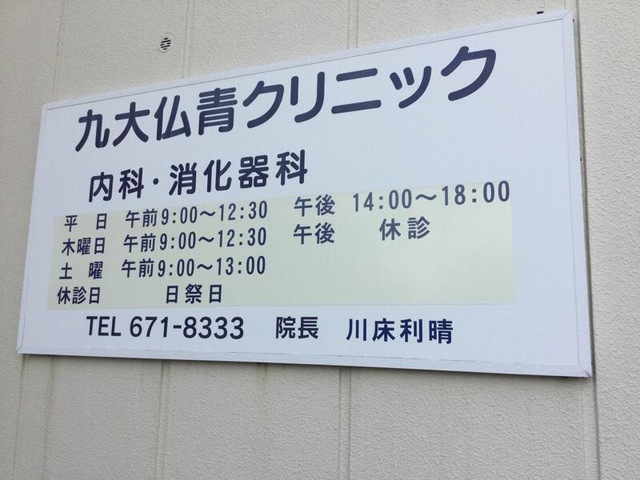 九大仏青クリニック
内科・消化器科
平 日 午前 9:00〜12:30 午後 14:00〜18:00
木曜日 午前 9:00〜12:30 午後 休診
土 曜 午前 9:00〜13:00
休診日 日祭日
TEL 671-8333 院長 川床利晴